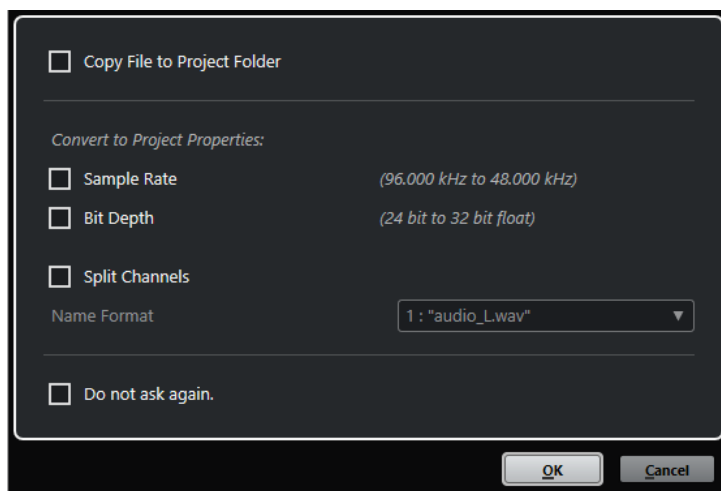 Copy File to Project Folder
Convert to Project Properties:
Sample Rate (96.000 kHz to 48.000 kHz)
Bit Depth (24 bit to 32 bit float)
Split Channels
Name Format 1 : "audio_L.wav"
Do not ask again.
OK Cancel